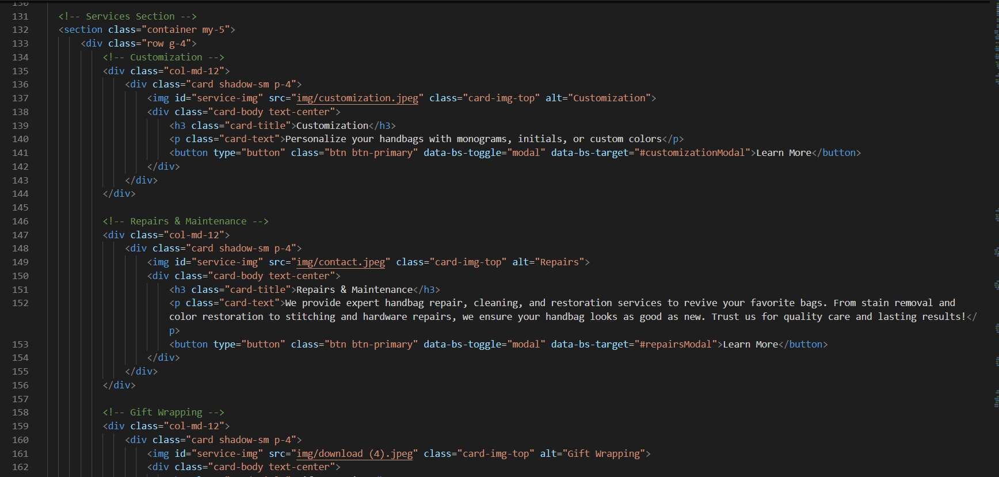 130
131 <!-- Services Section -->
132 <section class="container my-5">
133 <div class="row g-4">
134 <!-- Customization -->
135 <div class="col-md-12">
136 <div class="card shadow-sm p-4">
137 <img id="service-img" src="img/customization.jpeg" class="card-img-top" alt="Customization">
138 <div class="card-body text-center">
139 <h3 class="card-title">Customization</h3>
140 <p class="card-text">Personalize your handbags with monograms, initials, or custom colors</p>
141 <button type="button" class="btn btn-primary" data-bs-toggle="modal" data-bs-target="#customizationModal">Learn More</button>
142 </div>
143 </div>
144 </div>
145
146 <!-- Repairs & Maintenance -->
147 <div class="col-md-12">
148 <div class="card shadow-sm p-4">
149 <img id="service-img" src="img/contact.jpeg" class="card-img-top" alt="Repairs">
150 <div class="card-body text-center">
151 <h3 class="card-title">Repairs & Maintenance</h3>
152 <p class="card-text">We provide expert handbag repair, cleaning, and restoration services to revive your favorite bags. From stain removal and
color restoration to stitching and hardware repairs, we ensure your handbag looks as good as new. Trust us for quality care and lasting results!</
p>
153 <button type="button" class="btn btn-primary" data-bs-toggle="modal" data-bs-target="#repairsModal">Learn More</button>
154 </div>
155 </div>
156 </div>
157
158 <!-- Gift Wrapping -->
159 <div class="col-md-12">
160 <div class="card shadow-sm p-4">
161 <img id="service-img" src="img/download (4).jpeg" class="card-img-top" alt="Gift Wrapping">
162 <div class="card-body text-center">